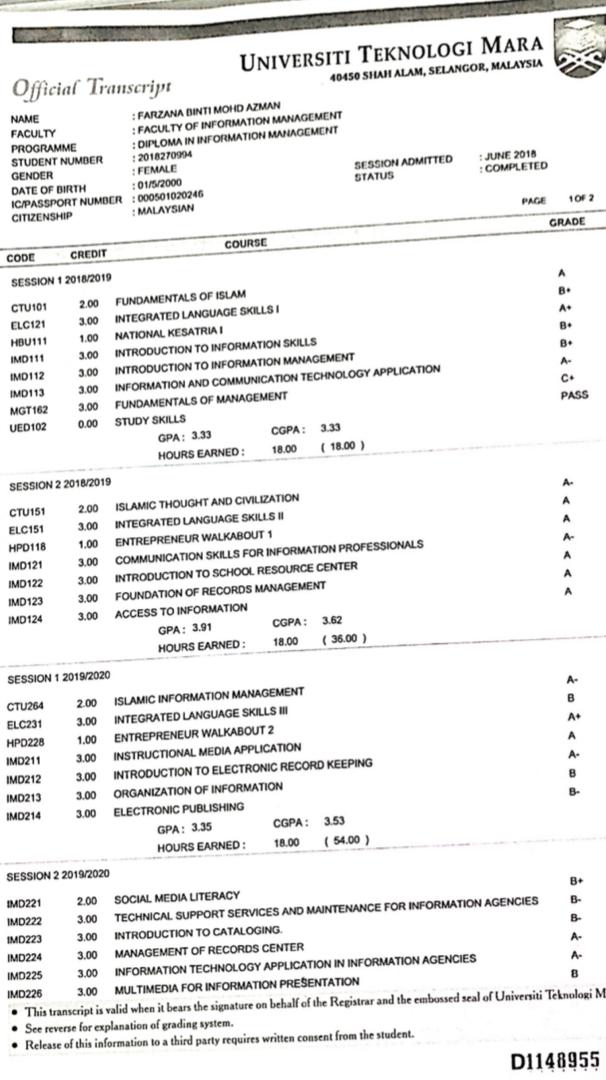 UNIVERSITI TEKNOLOGI MARA
40450 SHAH ALAM, SELANGOR, MALAYSIA
Official Transcript
NAME : FARZANA BINTI MOHD AZMAN
FACULTY : FACULTY OF INFORMATION MANAGEMENT
PROGRAMME : DIPLOMA IN INFORMATION MANAGEMENT
STUDENT NUMBER : 2018270994
GENDER : FEMALE SESSION ADMITTED : JUNE 2018
DATE OF BIRTH : 01/5/2000 STATUS : COMPLETED
IC/PASSPORT NUMBER : 000501020246
CITIZENSHIP : MALAYSIAN PAGE 1 OF 2
CODE CREDIT COURSE GRADE
SESSION 1 2018/2019
CTU101 2.00 FUNDAMENTALS OF ISLAM A
ELC121 3.00 INTEGRATED LANGUAGE SKILLS I B+
HBU111 1.00 NATIONAL KESATRIA I A+
IMD111 3.00 INTRODUCTION TO INFORMATION SKILLS B+
IMD112 3.00 INTRODUCTION TO INFORMATION MANAGEMENT B+
IMD113 3.00 INFORMATION AND COMMUNICATION TECHNOLOGY APPLICATION A-
MGT162 3.00 FUNDAMENTALS OF MANAGEMENT C+
UED102 0.00 STUDY SKILLS PASS
GPA : 3.33 CGPA : 3.33
HOURS EARNED : 18.00 ( 18.00 )
SESSION 2 2018/2019
CTU151 2.00 ISLAMIC THOUGHT AND CIVILIZATION A-
ELC151 3.00 INTEGRATED LANGUAGE SKILLS II A
HPD118 1.00 ENTREPRENEUR WALKABOUT 1 A
IMD121 3.00 COMMUNICATION SKILLS FOR INFORMATION PROFESSIONALS A-
IMD122 3.00 INTRODUCTION TO SCHOOL RESOURCE CENTER A
IMD123 3.00 FOUNDATION OF RECORDS MANAGEMENT A
IMD124 3.00 ACCESS TO INFORMATION A
GPA : 3.91 CGPA : 3.62
HOURS EARNED : 18.00 ( 36.00 )
SESSION 1 2019/2020
CTU264 2.00 ISLAMIC INFORMATION MANAGEMENT A-
ELC231 3.00 INTEGRATED LANGUAGE SKILLS III B
HPD228 1.00 ENTREPRENEUR WALKABOUT 2 A+
IMD211 3.00 INSTRUCTIONAL MEDIA APPLICATION A
IMD212 3.00 INTRODUCTION TO ELECTRONIC RECORD KEEPING A-
IMD213 3.00 ORGANIZATION OF INFORMATION B
IMD214 3.00 ELECTRONIC PUBLISHING B-
GPA : 3.35 CGPA : 3.53
HOURS EARNED : 18.00 ( 54.00 )
SESSION 2 2019/2020
IMD221 2.00 SOCIAL MEDIA LITERACY B+
IMD222 3.00 TECHNICAL SUPPORT SERVICES AND MAINTENANCE FOR INFORMATION AGENCIES B-
IMD223 3.00 INTRODUCTION TO CATALOGING. B-
IMD224 3.00 MANAGEMENT OF RECORDS CENTER A-
IMD225 3.00 INFORMATION TECHNOLOGY APPLICATION IN INFORMATION AGENCIES A-
IMD226 3.00 MULTIMEDIA FOR INFORMATION PRESENTATION B
• This transcript is valid when it bears the signature on behalf of the Registrar and the embossed seal of Universiti Teknologi M
• See reverse for explanation of grading system.
• Release of this information to a third party requires written consent from the student.
D1148955